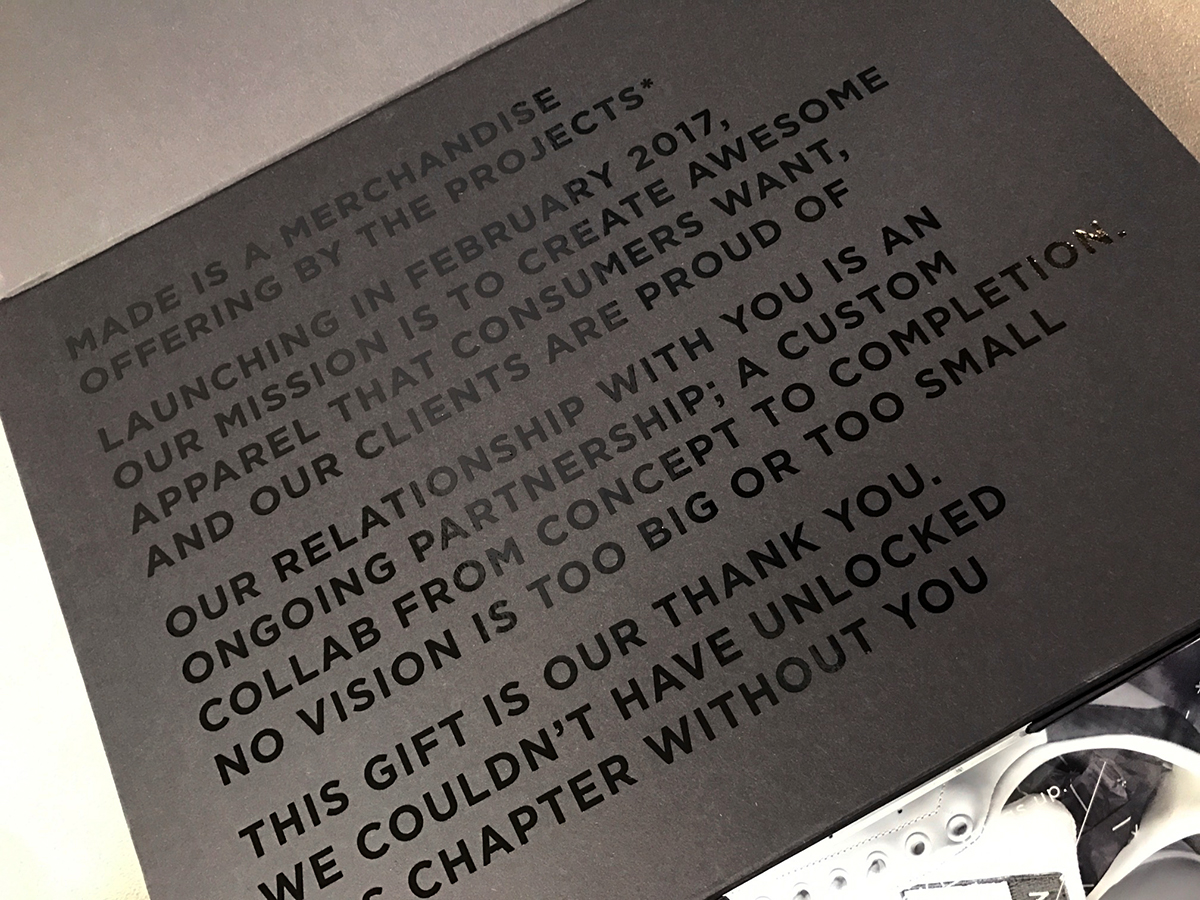 MADE IS A MERCHANDISE
OFFERING BY THE PROJECTS*
LAUNCHING IN FEBRUARY 2017,
OUR MISSION IS TO CREATE AWESOME
APPAREL THAT CONSUMERS WANT,
AND OUR CLIENTS ARE PROUD OF
OUR RELATIONSHIP WITH YOU IS AN
ONGOING PARTNERSHIP; A CUSTOM
COLLAB FROM CONCEPT TO COMPLETION.
NO VISION IS TOO BIG OR TOO SMALL
THIS GIFT IS OUR THANK YOU.
WE COULDN'T HAVE UNLOCKED
CHAPTER WITHOUT YOU
up.